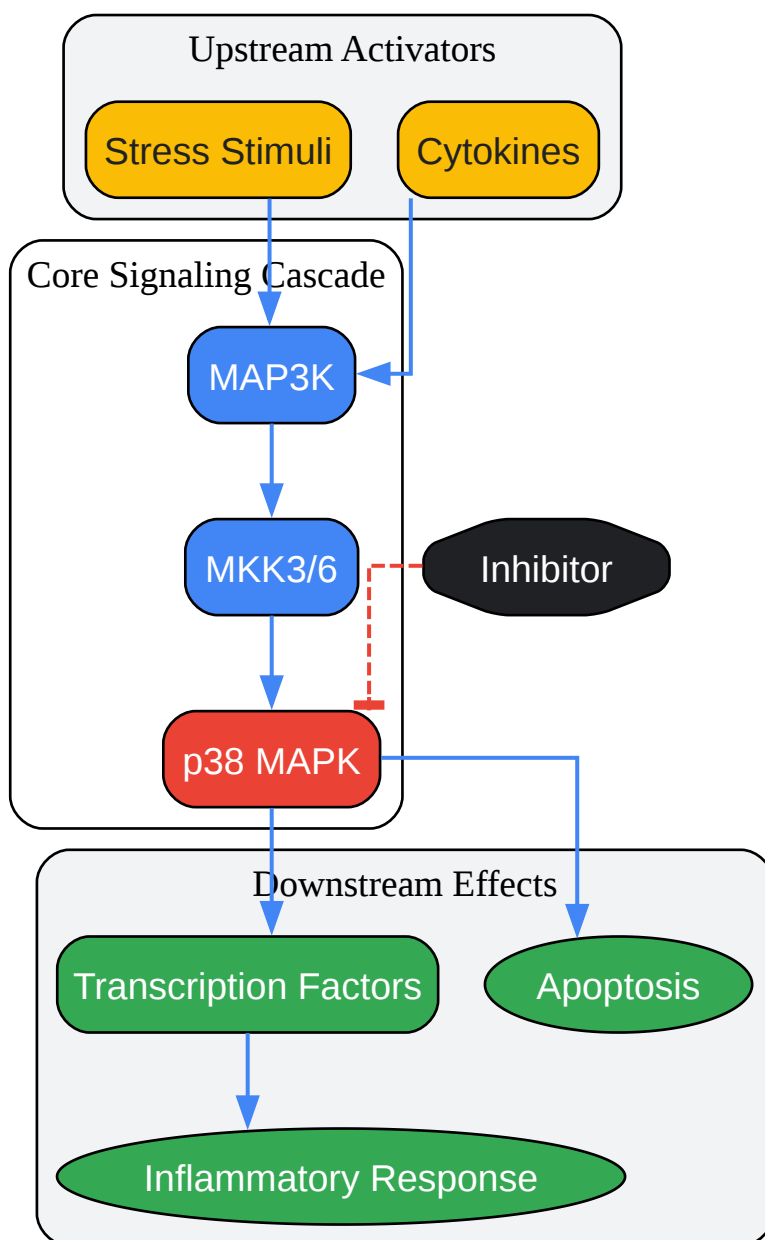 Upstream Activators
Stress Stimuli
Cytokines
Core Signaling Cascade
MAP3K
MKK3/6
Inhibitor
p38 MAPK
Downstream Effects
Transcription Factors
Apoptosis
Inflammatory Response